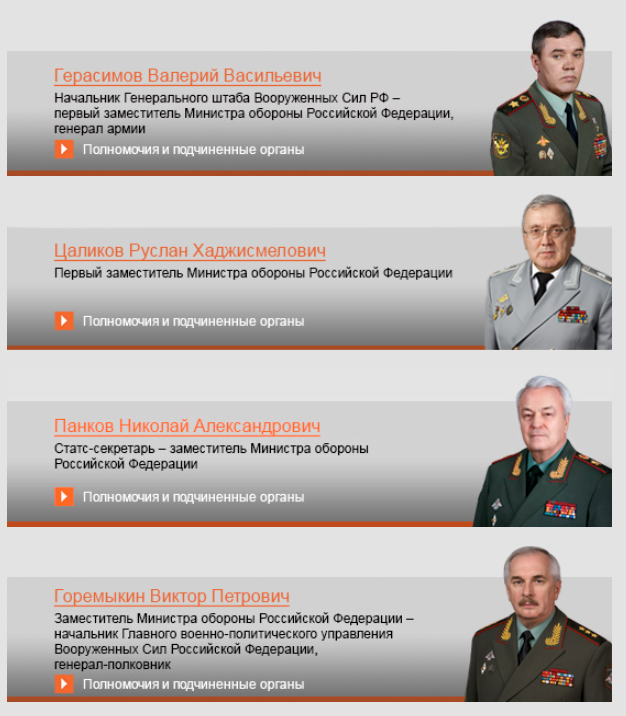 Герасимов Валерий Васильевич
Начальник Генерального штаба Вооруженных Сил РФ –
первый заместитель Министра обороны Российской Федерации,
генерал армии
Полномочия и подчиненные органы
Цаликов Руслан Хаджисмелович
Первый заместитель Министра обороны Российской Федерации
Полномочия и подчиненные органы
Панков Николай Александрович
Статс-секретарь – заместитель Министра обороны
Российской Федерации
Полномочия и подчиненные органы
Горемыкин Виктор Петрович
Заместитель Министра обороны Российской Федерации –
начальник Главного военно-политического управления
Вооруженных Сил Российской Федерации,
генерал-полковник
Полномочия и подчиненные органы